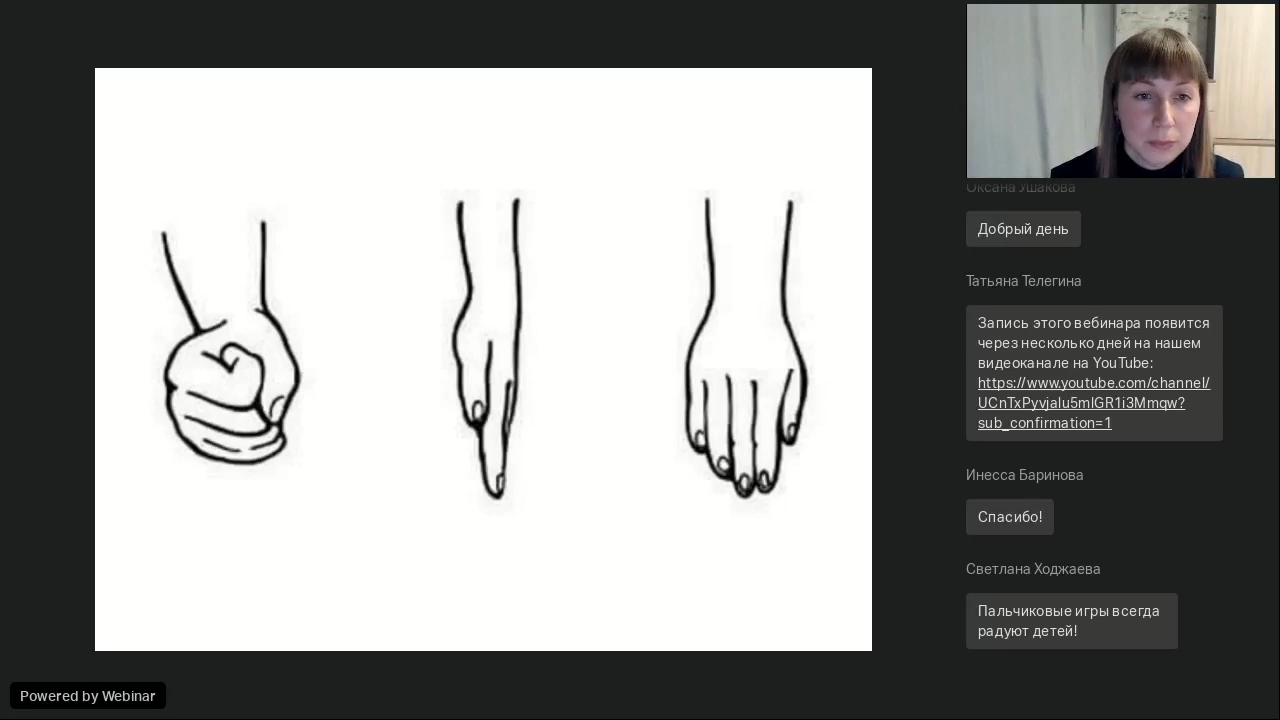 Оксана Ушакова
Добрый день
Татьяна Телегина
Запись этого вебинара появится
через несколько дней на нашем
видеоканале на YouTube:
https://www.youtube.com/channel/
UCnTxPyvjalu5mlGR1i3Mmqw?
sub_confirmation=1
Инесса Баринова
Спасибо!
Светлана Ходжаева
Пальчиковые игры всегда
радуют детей!
Powered by Webinar